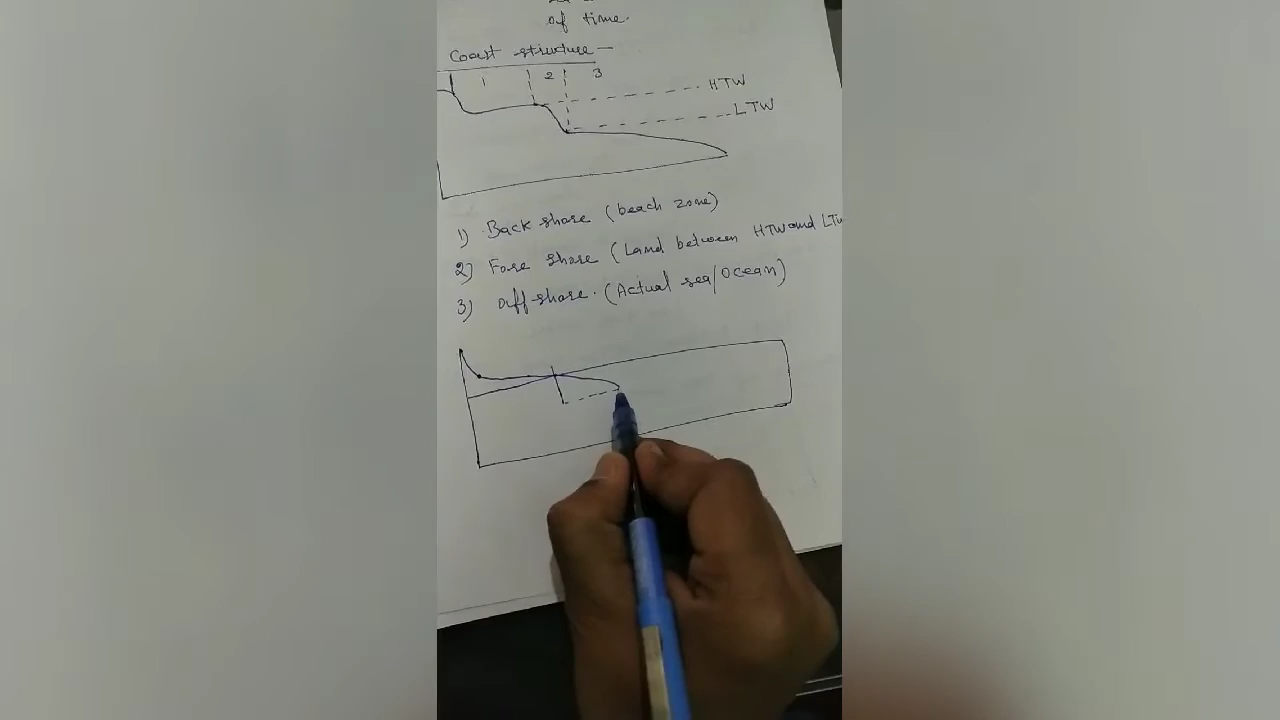 of time.
Coast structure —
1 2 3
HTW
LTW
1) Back shore (beach zone)
2) Fore shore (Land between HTW and LTW
3) Off shore. (Actual sea/Ocean)